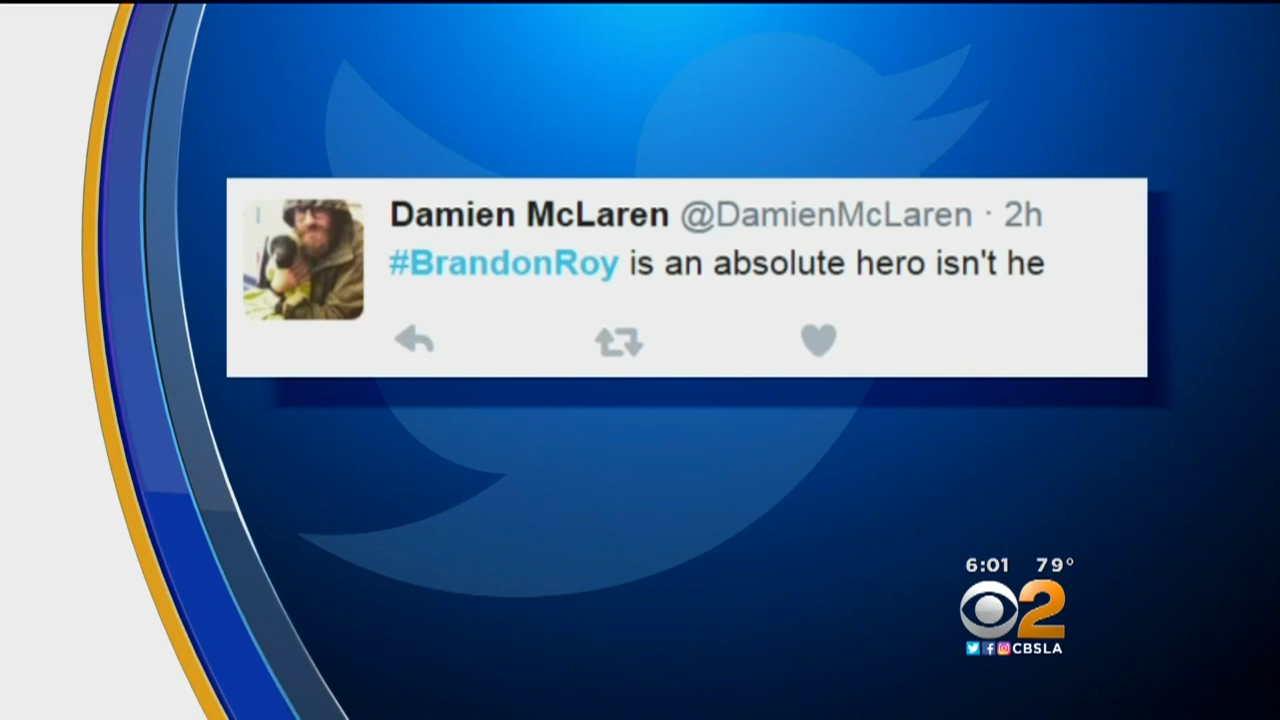 Damien McLaren @DamienMcLaren · 2h
#BrandonRoy is an absolute hero isn't he
6:01 79°
2
CBSLA